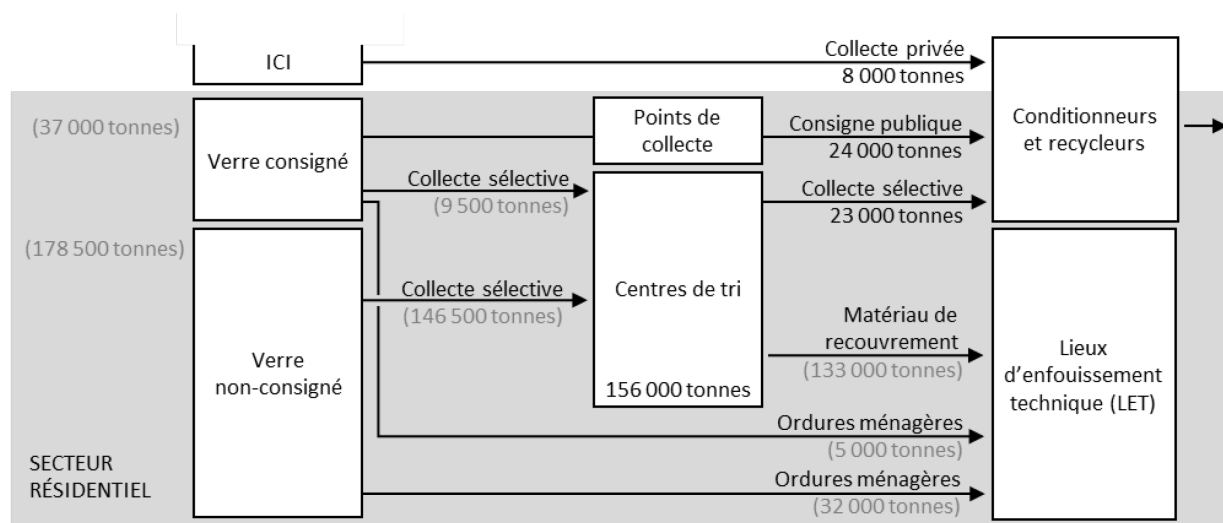 ICI
Collecte privée
8 000 tonnes
(37 000 tonnes)
Verre consigné
Points de
collecte
Consigne publique
24 000 tonnes
Conditionneurs
et recycleurs
Collecte sélective
(9 500 tonnes)
Collecte sélective
23 000 tonnes
(178 500 tonnes)
Collecte sélective
(146 500 tonnes)
Centres de tri
156 000 tonnes
Matériau de
recouvrement
(133 000 tonnes)
Verre
non-consigné
Lieux
d’enfouissement
technique (LET)
Ordures ménagères
(5 000 tonnes)
Ordures ménagères
(32 000 tonnes)
SECTEUR
RÉSIDENTIEL